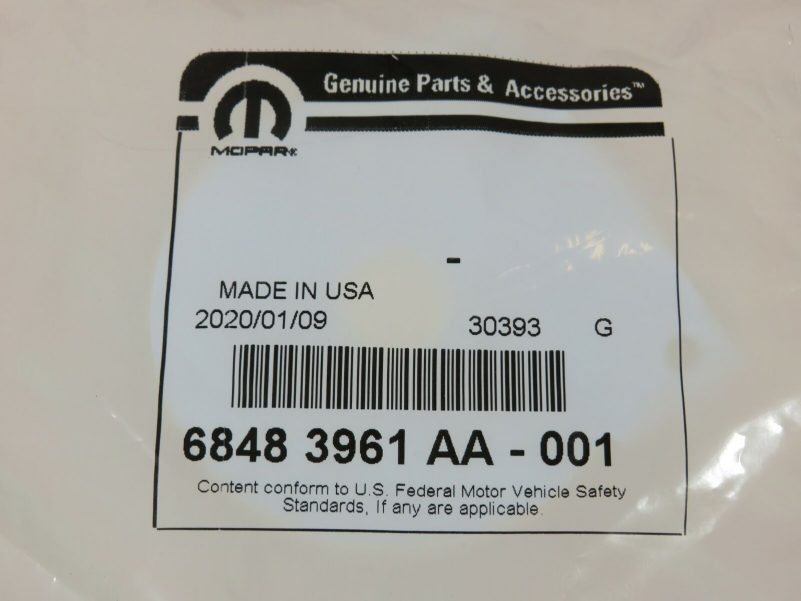 Genuine Parts & Accessories™
MOPAR®
-
MADE IN USA
2020/01/09 30393 G
6848 3961 AA - 001
Content conform to U.S. Federal Motor Vehicle Safety
Standards, If any are applicable.